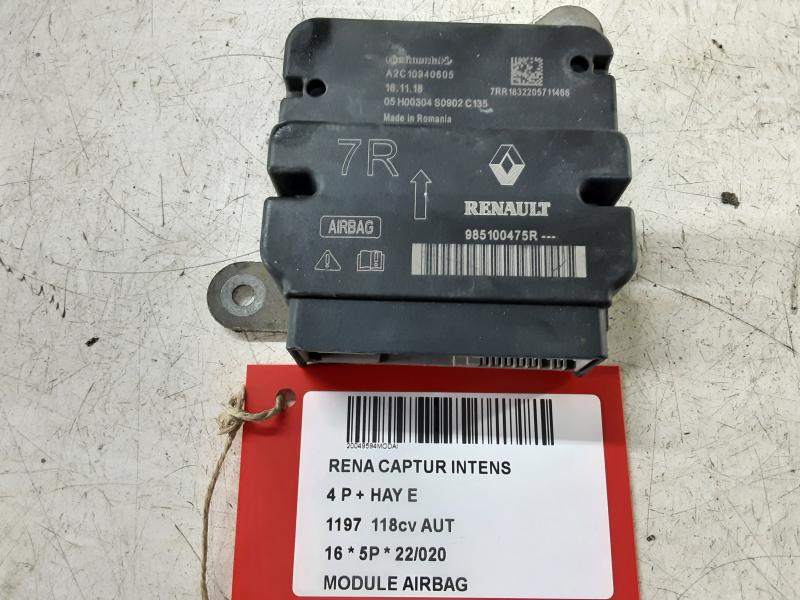 Continental
A2C10940605
16.11.18
05 H00304 S0902 C135
Made in Romania
7RR1832205711466
7R
RENAULT
AIRBAG
985100475R ---
20049594MODAI
RENA CAPTUR INTENS
4 P + HAY E
1197 118cv AUT
16 * 5P * 22/020
MODULE AIRBAG